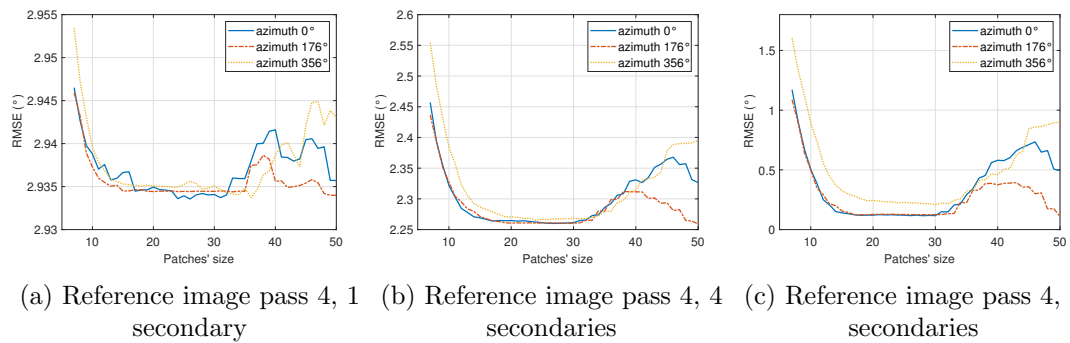 2.955
2.95
2.945
2.94
2.935
2.93
RMSE (°)
10 20 30 40 50
Patches' size
azimuth 0°
azimuth 176°
azimuth 356°
2.6
2.55
2.5
2.45
2.4
2.35
2.3
2.25
RMSE (°)
10 20 30 40 50
Patches' size
azimuth 0°
azimuth 176°
azimuth 356°
1.5
1
0.5
0
RMSE (°)
10 20 30 40 50
Patches' size
azimuth 0°
azimuth 176°
azimuth 356°
(a) Reference image pass 4, 1
secondary
(b) Reference image pass 4, 4
secondaries
(c) Reference image pass 4,
secondaries